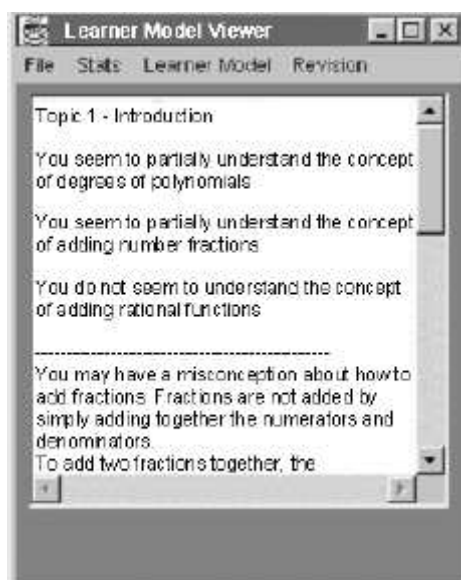 Learner Model Viewer
File Stats Learner Model Revision
Topic 1 - Introduction
You seem to partially understand the concept
of degrees of polynomials
You seem to partially understand the concept
of adding number fractions
You do not seem to understand the concept
of adding rational functions
------------------------------------------------
You may have a misconception about how to
add fractions. Fractions are not added by
simply adding together the numerators and
denominators.
To add two fractions together, the